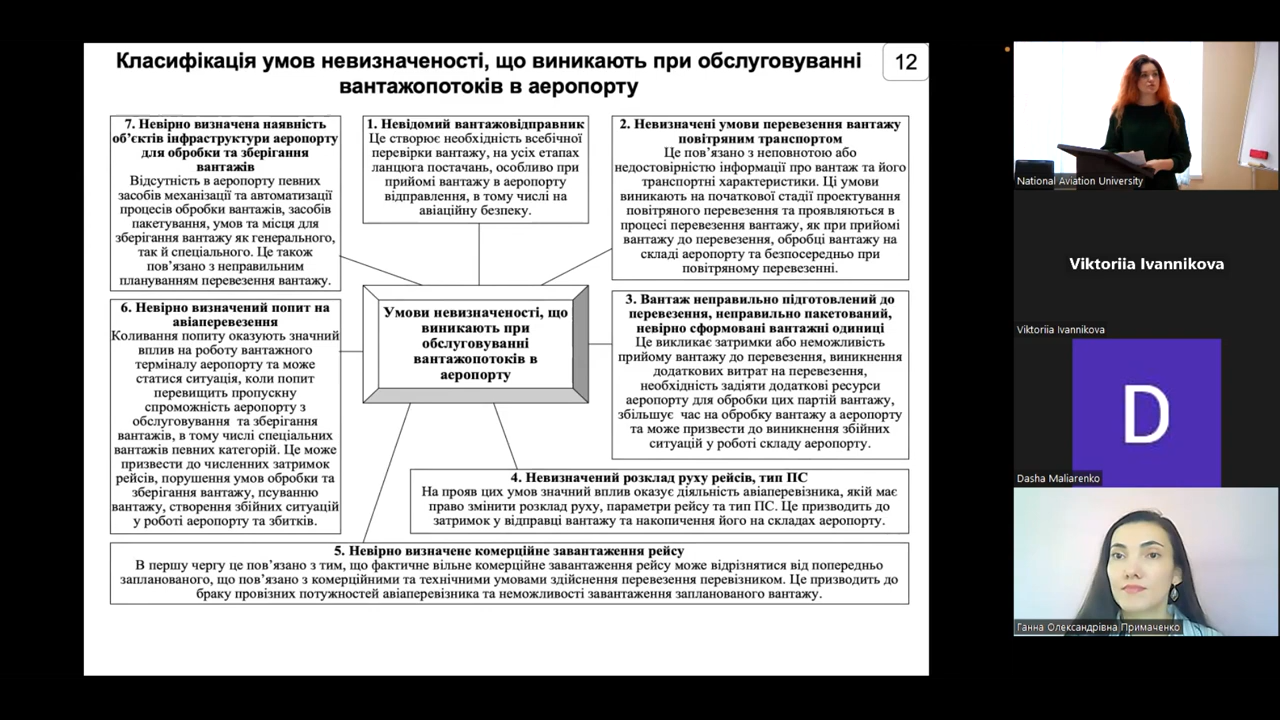 Класифікація умов невизначеності, що виникають при обслуговуванні
вантажопотоків в аеропорту
12
7. Невірно визначена наявність
об’єктів інфраструктури аеропорту
для обробки та зберігання
вантажів
Відсутність в аеропорту певних
засобів механізації та автоматизації
процесів обробки вантажів, засобів
пакетування, умов та місця для
зберігання вантажу як генерального,
так й спеціального. Це також
пов’язано з неправильним
плануванням перевезення вантажу.
1. Невідомий вантажовідправник
Це створює необхідність всебічної
перевірки вантажу, на усіх етапах
ланцюга постачань, особливо при
прийомі вантажу в аеропорту
відправлення, в тому числі на
авіаційну безпеку.
2. Невизначені умови перевезення вантажу
повітряним транспортом
Це пов’язано з неповнотою або
недостовірністю інформації про вантаж та його
транспортні характеристики. Ці умови
виникають на початковой стадії проектування
повітряного перевезення та проявляються в
процесі перевезення вантажу, як при прийомі
вантажу до перевезення, обробці вантажу на
складі аеропорту та безпосередньо при
повітряному перевезенні.
6. Невірно визначений попит на
авіаперевезення
Коливання попиту оказують значний
вплив на роботу вантажного
терміналу аеропорту та може
статися ситуація, коли попит
перевищить пропускну
спроможність аеропорту з
обслуговування та зберігання
вантажів, в тому числі спеціальних
вантажів певних категорій. Це може
призвести до численних затримок
рейсів, порушення умов обробки та
зберігання вантажу, псуванню
вантажу, створення збійних ситуацій
у роботі аеропорту та збитків.
Умови невизначеності, що
виникають при
обслуговуванні
вантажопотоків в
аеропорту
3. Вантаж неправильно підготовлений до
перевезення, неправильно пакетований,
невірно сформовані вантажні одиниці
Це викликає затримки або неможливість
прийому вантажу до перевезення, виникнення
додаткових витрат на перевезення,
необхідність задіяти додаткові ресурси
аеропорту для обробки цих партій вантажу,
збільшує час на обробку вантажу а аеропорту
та може призвести до виникнення збійних
ситуацій у роботі складу аеропорту.
4. Невизначений розклад руху рейсів, тип ПС
На прояв цих умов значний вплив оказує діяльність авіаперевізника, якій має
право змінити розклад руху, параметри рейсу та тип ПС. Це призводить до
затримок у відправці вантажу та накопичення його на складах аеропорту.
5. Невірно визначене комерційне завантаження рейсу
В першу чергу це пов’язано з тим, що фактичне вільне комерційне завантаження рейсу може відрізнятися від попередньо
запланованого, що пов’язано з комерційними та технічними умовами здійснення перевезення перевізником. Це призводить до
браку провізних потужностей авіаперевізника та неможливості завантаження запланованого вантажу.
National Aviation University
Viktoriia Ivannikova
Viktoriia Ivannikova
D
Dasha Maliarenko
Ганна Олександрівна Примаченко